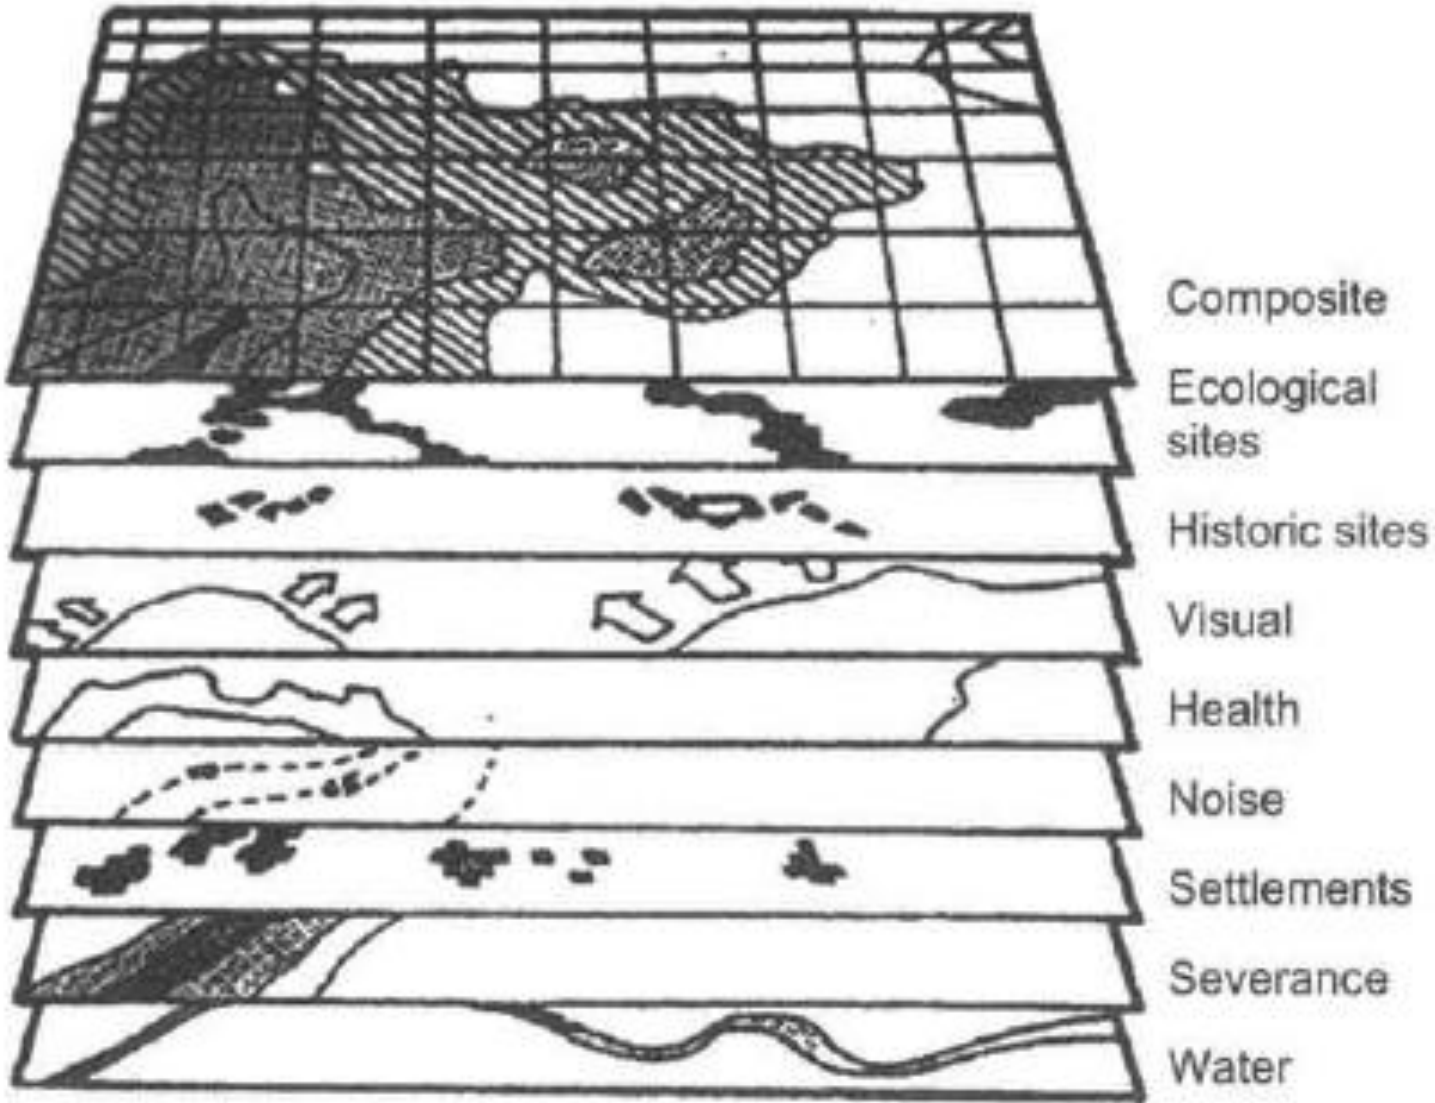 Composite
Ecological
sites
Historic sites
Visual
Health
Noise
Settlements
Severance
Water